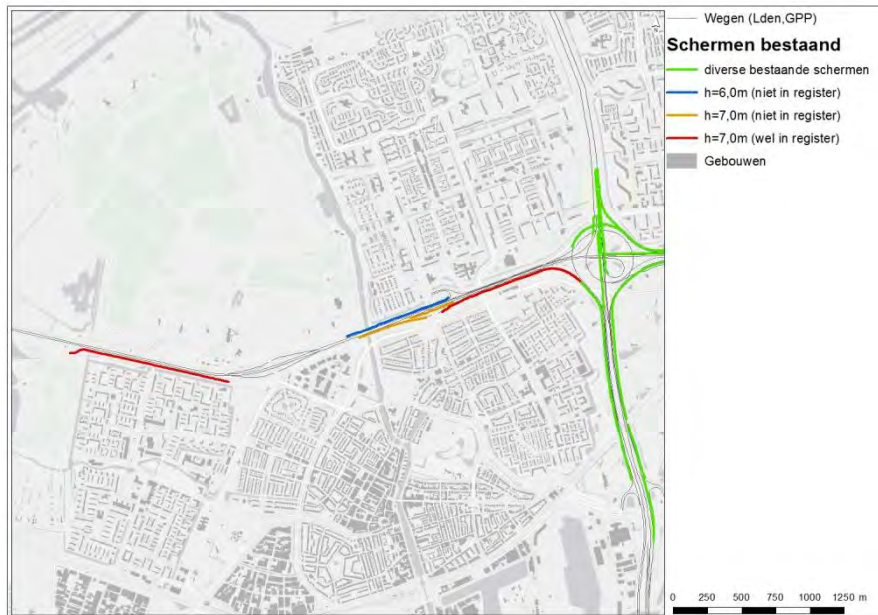 Wegen (Lden,GPP)
Schermen bestaand
diverse bestaande schermen
h=6,0m (niet in register)
h=7,0m (niet in register)
h=7,0m (wel in register)
Gebouwen
0 250 500 750 1000 1250 m